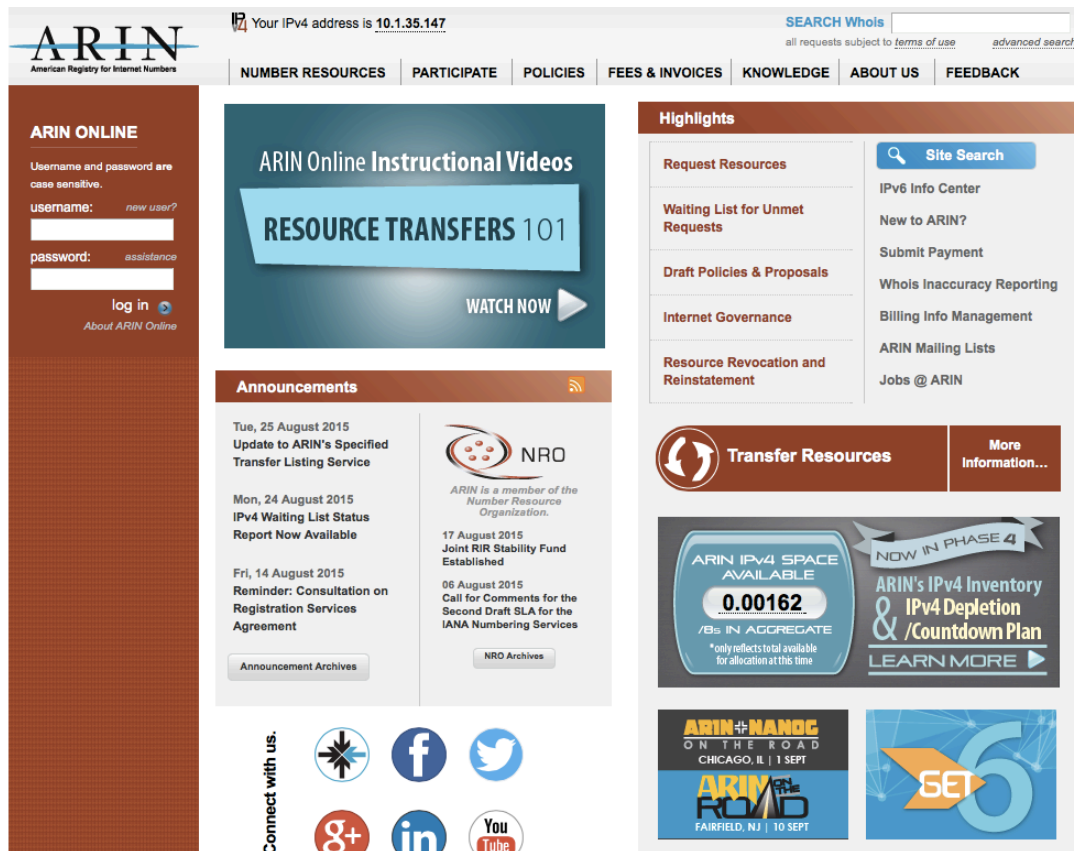 ARIN
American Registry for Internet Numbers
IPv4 Your IPv4 address is 10.1.35.147
SEARCH Whois
all requests subject to terms of use advanced search
NUMBER RESOURCES PARTICIPATE POLICIES FEES & INVOICES KNOWLEDGE ABOUT US FEEDBACK
ARIN ONLINE
Username and password are
case sensitive.
username: new user?
password: assistance
log in
About ARIN Online
ARIN Online Instructional Videos
RESOURCE TRANSFERS 101
WATCH NOW
Announcements
Tue, 25 August 2015
Update to ARIN's Specified
Transfer Listing Service
Mon, 24 August 2015
IPv4 Waiting List Status
Report Now Available
Fri, 14 August 2015
Reminder: Consultation on
Registration Services
Agreement
Announcement Archives
NRO
ARIN is a member of the
Number Resource
Organization.
17 August 2015
Joint RIR Stability Fund
Established
06 August 2015
Call for Comments for the
Second Draft SLA for the
IANA Numbering Services
NRO Archives
Connect with us.
f
g+
in
You
Tube
Highlights
Request Resources
Waiting List for Unmet
Requests
Draft Policies & Proposals
Internet Governance
Resource Revocation and
Reinstatement
Site Search
IPv6 Info Center
New to ARIN?
Submit Payment
Whois Inaccuracy Reporting
Billing Info Management
ARIN Mailing Lists
Jobs @ ARIN
Transfer Resources
More
Information...
ARIN IPv4 SPACE
AVAILABLE
0.00162
/8s IN AGGREGATE
*only reflects total available
for allocation at this time
NOW IN PHASE 4
ARIN's IPv4 Inventory
& IPv4 Depletion
/Countdown Plan
LEARN MORE
ARIN+NANOG
ON THE ROAD
CHICAGO, IL | 1 SEPT
ARIN ON THE
ROAD
FAIRFIELD, NJ | 10 SEPT
GET 6